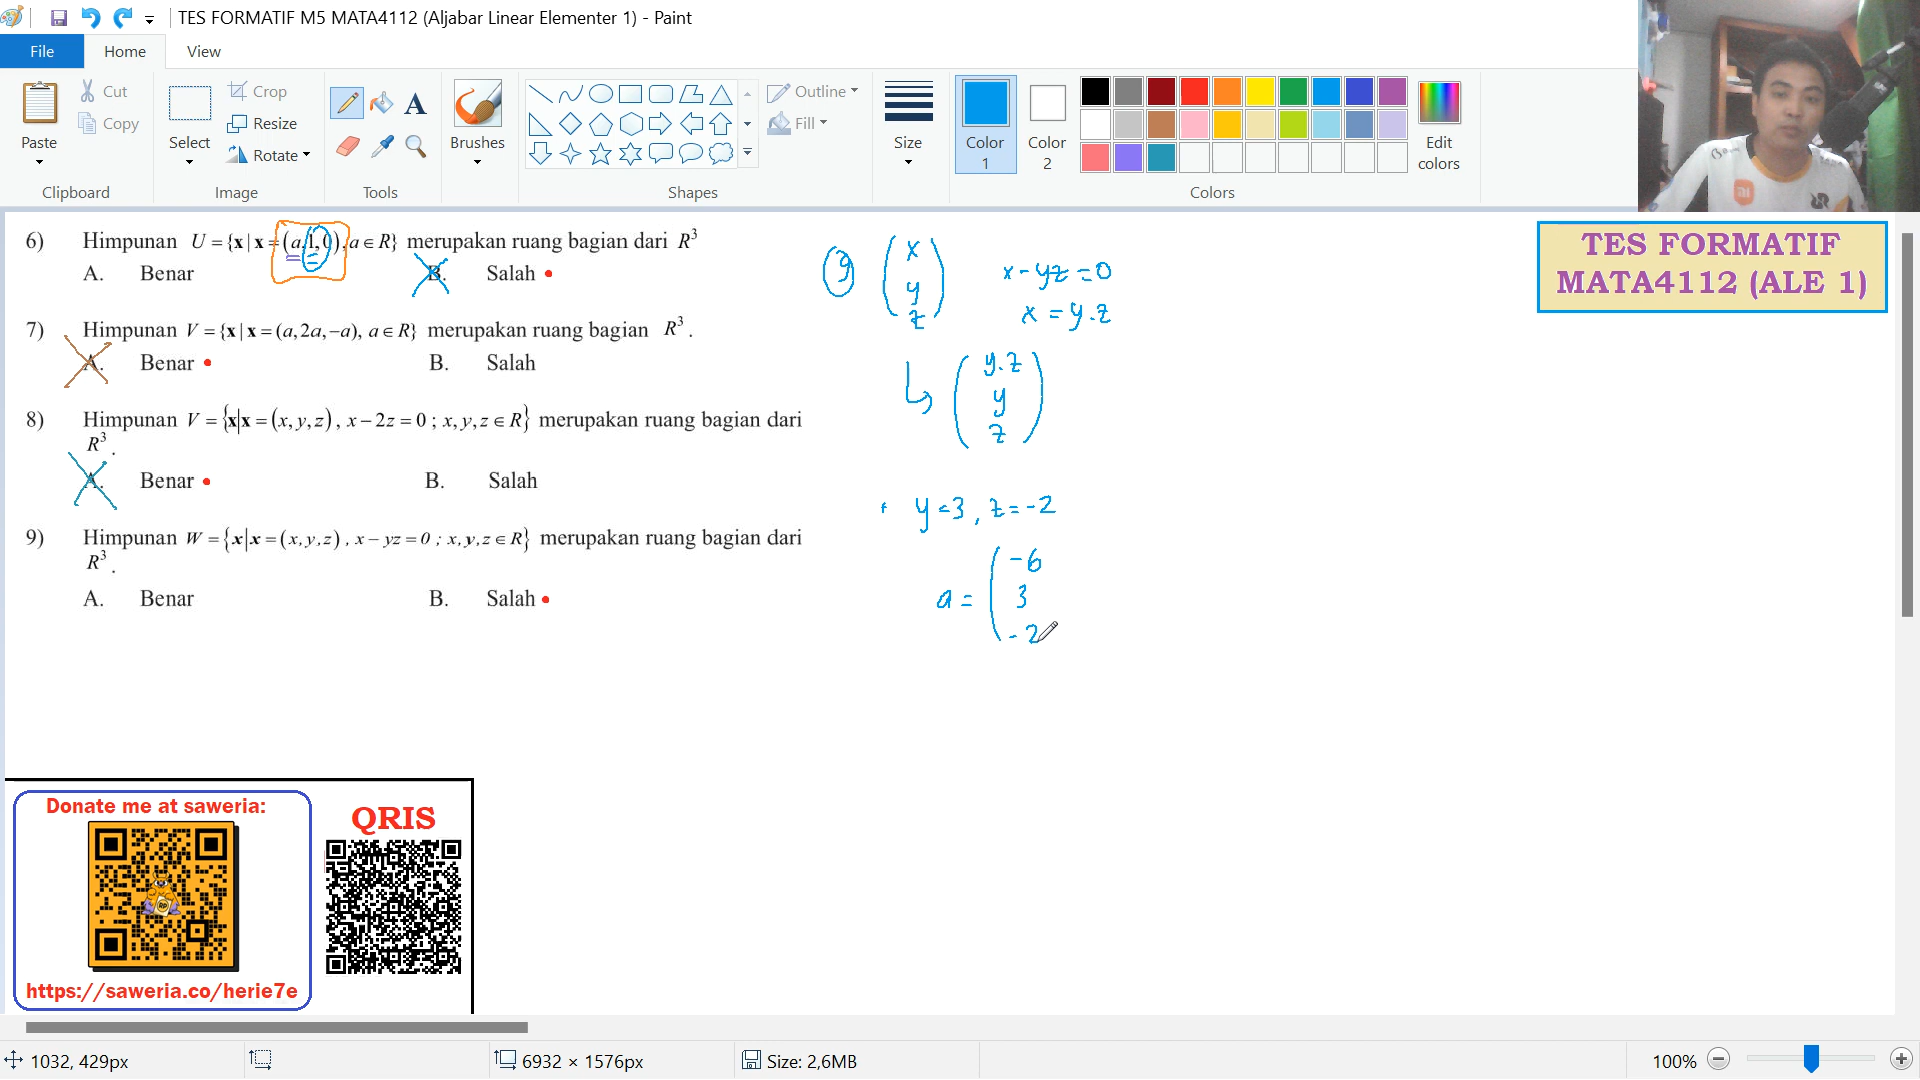 TES FORMATIF M5 MATA4112 (Aljabar Linear Elementer 1) - Paint
File Home View
Paste
Cut
Copy
Clipboard
Select
Crop
Resize
Rotate
Image
Tools
Brushes
Shapes
Outline
Fill
Size
Color 1
Color 2
Edit colors
Colors
6) Himpunan U = {x | x = (a,1,0), a ∈ R} merupakan ruang bagian dari R³
A. Benar B. Salah
7) Himpunan V = {x | x = (a, 2a, −a), a ∈ R} merupakan ruang bagian R³.
A. Benar B. Salah
8) Himpunan V = {x|x = (x, y, z), x − 2z = 0 ; x, y, z ∈ R} merupakan ruang bagian dari
R³.
A. Benar B. Salah
9) Himpunan W = {x|x = (x, y, z), x − yz = 0 ; x, y, z ∈ R} merupakan ruang bagian dari
R³.
A. Benar B. Salah
9
x
y
z
x - yz = 0
x = y.z
y.z
y
z
y = 3, z = -2
a =
-6
3
-2
TES FORMATIF
MATA4112 (ALE 1)
Donate me at saweria:
RP
https://saweria.co/herie7e
QRIS
1032, 429px
6932 × 1576px
Size: 2,6MB
100%